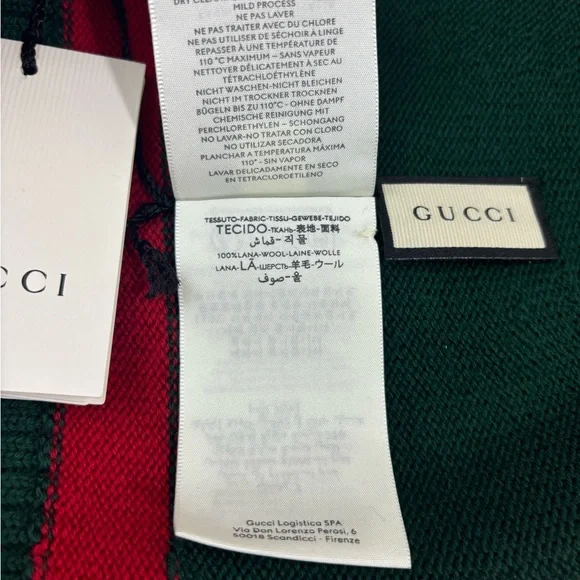 MILD PROCESS
NE PAS LAVER
NE PAS TRAITER AVEC DU CHLORE
NE PAS UTILISER DE SÉCHOIR À LINGE
REPASSER À UNE TEMPÉRATURE DE
110 °C MAXIMUM – SANS VAPEUR
NETTOYER DÉLICATEMENT À SEC AU
TÉTRACHLOÉTHYLÈNE
NICHT WASCHEN-NICHT BLEICHEN
NICHT IM TROCKNER TROCKNEN
BÜGELN BIS ZU 110°C - OHNE DAMPF
CHEMISCHE REINIGUNG MIT
PERCHLORETHYLEN – SCHONGANG
NO LAVAR-NO TRATAR CON CLORO
NO UTILIZAR SECADORA
PLANCHAR A TEMPERATURA MÁXIMA
110° -SIN VAPOR
LAVAR DELICADAMENTE EN SECO
EN TETRACLOROETILENO
TESSUTO-FABRIC-TISSU-GEWEBE-TEJIDO
TECIDO-ТКАНЬ-表地-面料
직물-قماش
100%LANA-WOOL-LAINE-WOLLE
LANA-LÃ-ШЕРСТЬ-羊毛-ウール
울-صوف
Gucci Logistica SPA
Via Don Lorenzo Perosi, 6
50018 Scandicci - Firenze
GUCCI
CCI